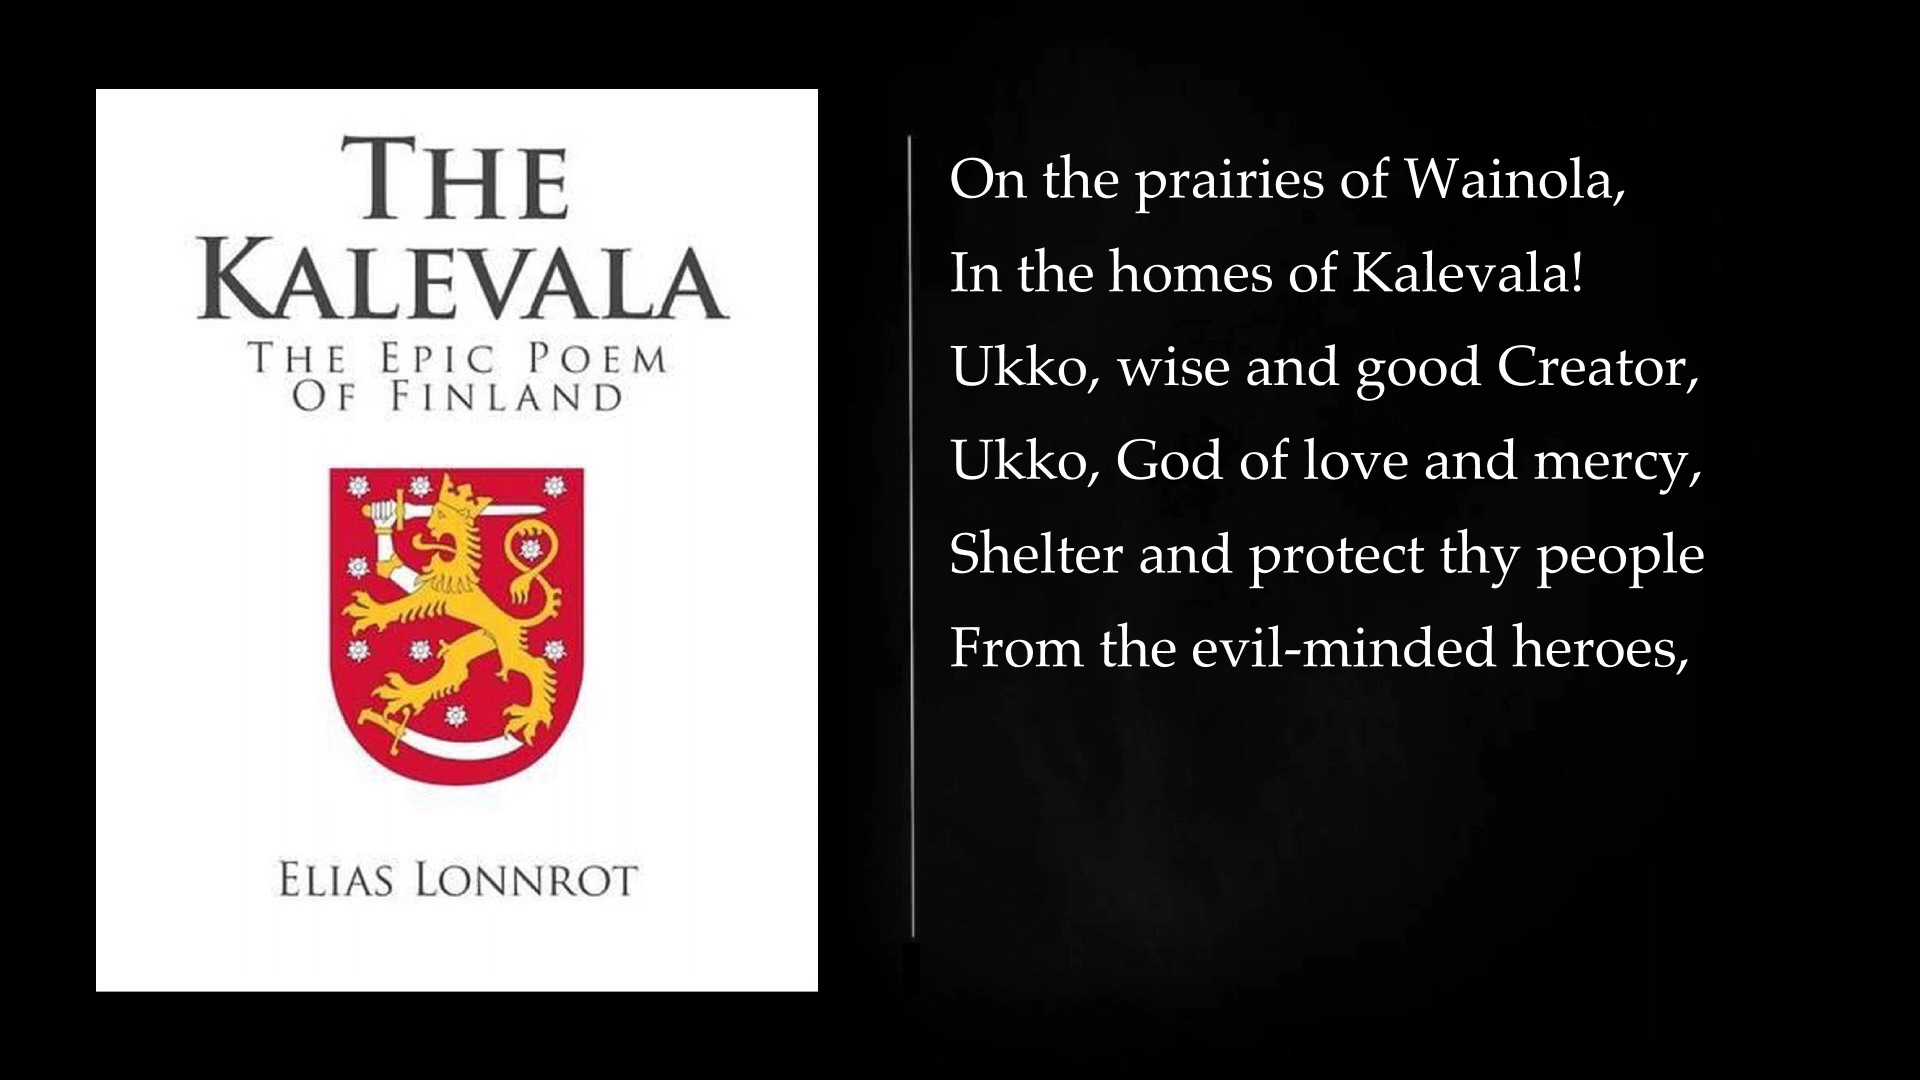 THE
KALEVALA
THE EPIC POEM
OF FINLAND
ELIAS LONNROT
On the prairies of Wainola,
In the homes of Kalevala!
Ukko, wise and good Creator,
Ukko, God of love and mercy,
Shelter and protect thy people
From the evil-minded heroes,